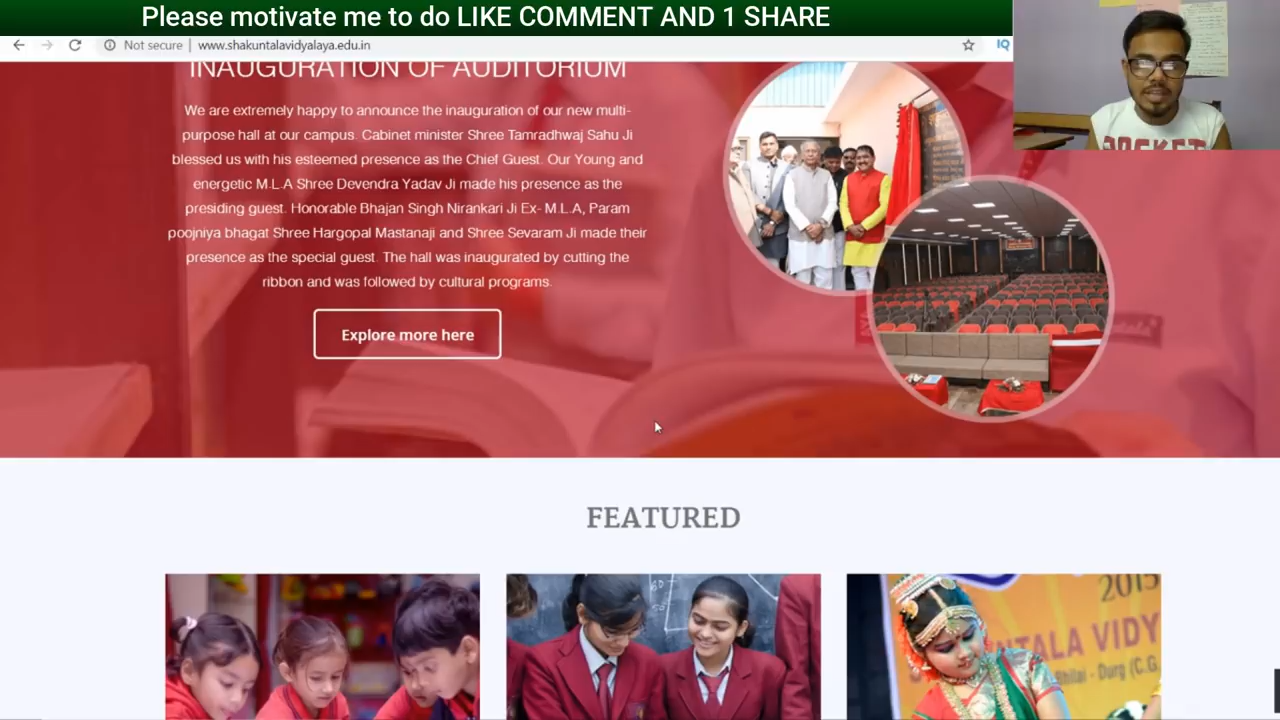 Please motivate me to do LIKE COMMENT AND 1 SHARE
Not secure | www.shakuntalavidyalaya.edu.in
IQ
INAUGURATION OF AUDITORIUM
We are extremely happy to announce the inauguration of our new multi-
purpose hall at our campus. Cabinet minister Shree Tamradhwaj Sahu Ji
blessed us with his esteemed presence as the Chief Guest. Our Young and
energetic M.L.A Shree Devendra Yadav Ji made his presence as the
presiding guest. Honorable Bhajan Singh Nirankari Ji Ex- M.L.A, Param
poojniya bhagat Shree Hargopal Mastanaji and Shree Sevaram Ji made their
presence as the special guest. The hall was inaugurated by cutting the
ribbon and was followed by cultural programs.
Explore more here
FEATURED
2015
NTALA VIDY
Bhilai - Durg (C.G.